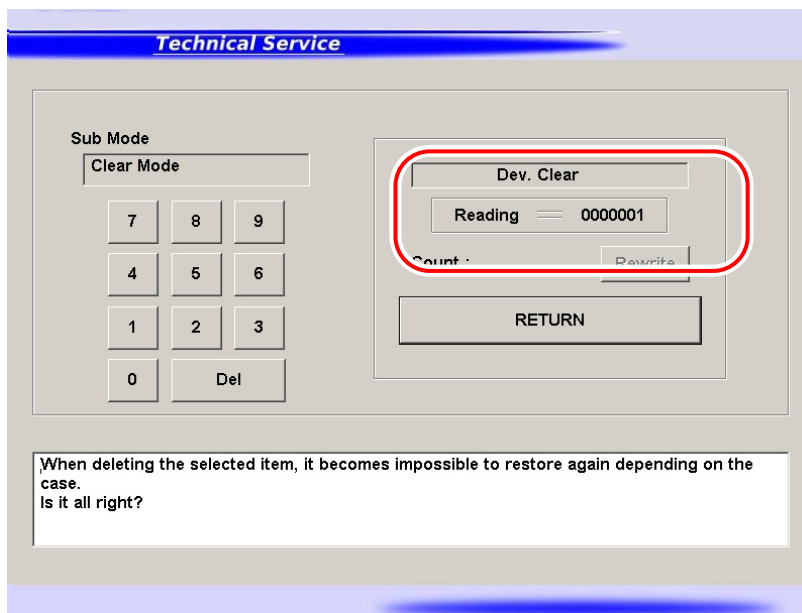 Technical Service
Sub Mode
Clear Mode
7 8 9
4 5 6
1 2 3
0 Del
Dev. Clear
Reading 0000001
Count :
Rewrite
RETURN
When deleting the selected item, it becomes impossible to restore again depending on the
case.
Is it all right?